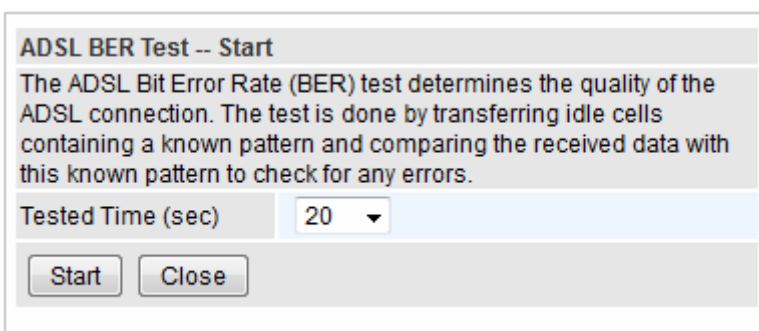 ADSL BER Test -- Start
The ADSL Bit Error Rate (BER) test determines the quality of the
ADSL connection. The test is done by transferring idle cells
containing a known pattern and comparing the received data with
this known pattern to check for any errors.
Tested Time (sec) 20
Start Close